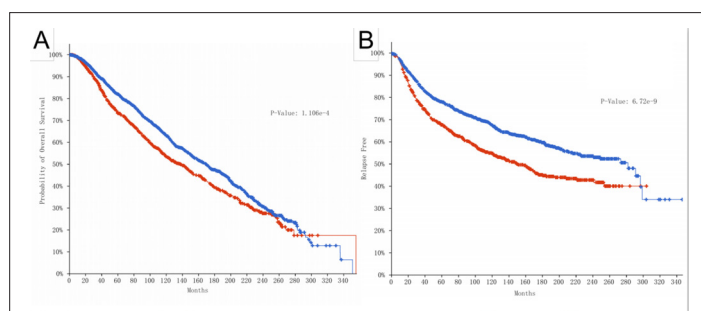 A
100%
90%
80%
70%
60%
50%
40%
30%
20%
10%
0%
Probability of Overall Survival
P-Value: 1.106e-4
0 20 40 60 80 100 120 140 160 180 200 220 240 260 280 300 320 340
Months
B
100%
90%
80%
70%
60%
50%
40%
30%
20%
10%
0%
Relapse Free
P-Value: 6.72e-9
0 20 40 60 80 100 120 140 160 180 200 220 240 260 280 300 320 340
Months